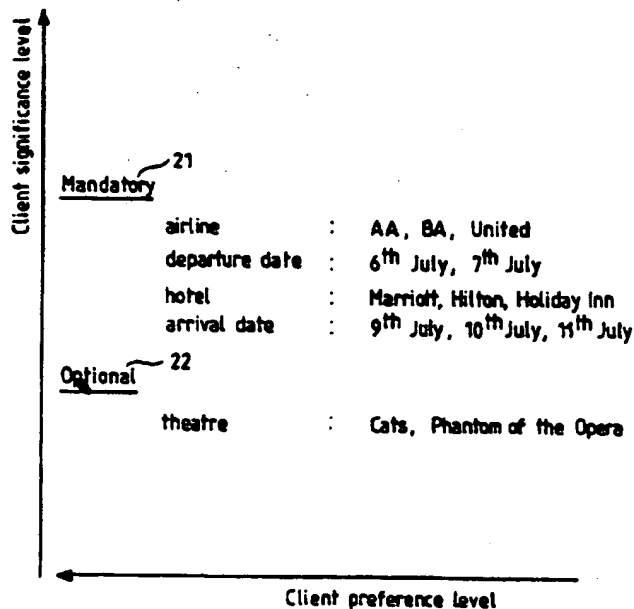 Client significance level
21
Mandatory
airline : AA, BA, United
departure date : 6th July, 7th July
hotel : Marriott, Hilton, Holiday Inn
arrival date : 9th July, 10th July, 11th July
22
Optional
theatre : Cats, Phantom of the Opera
Client preference level